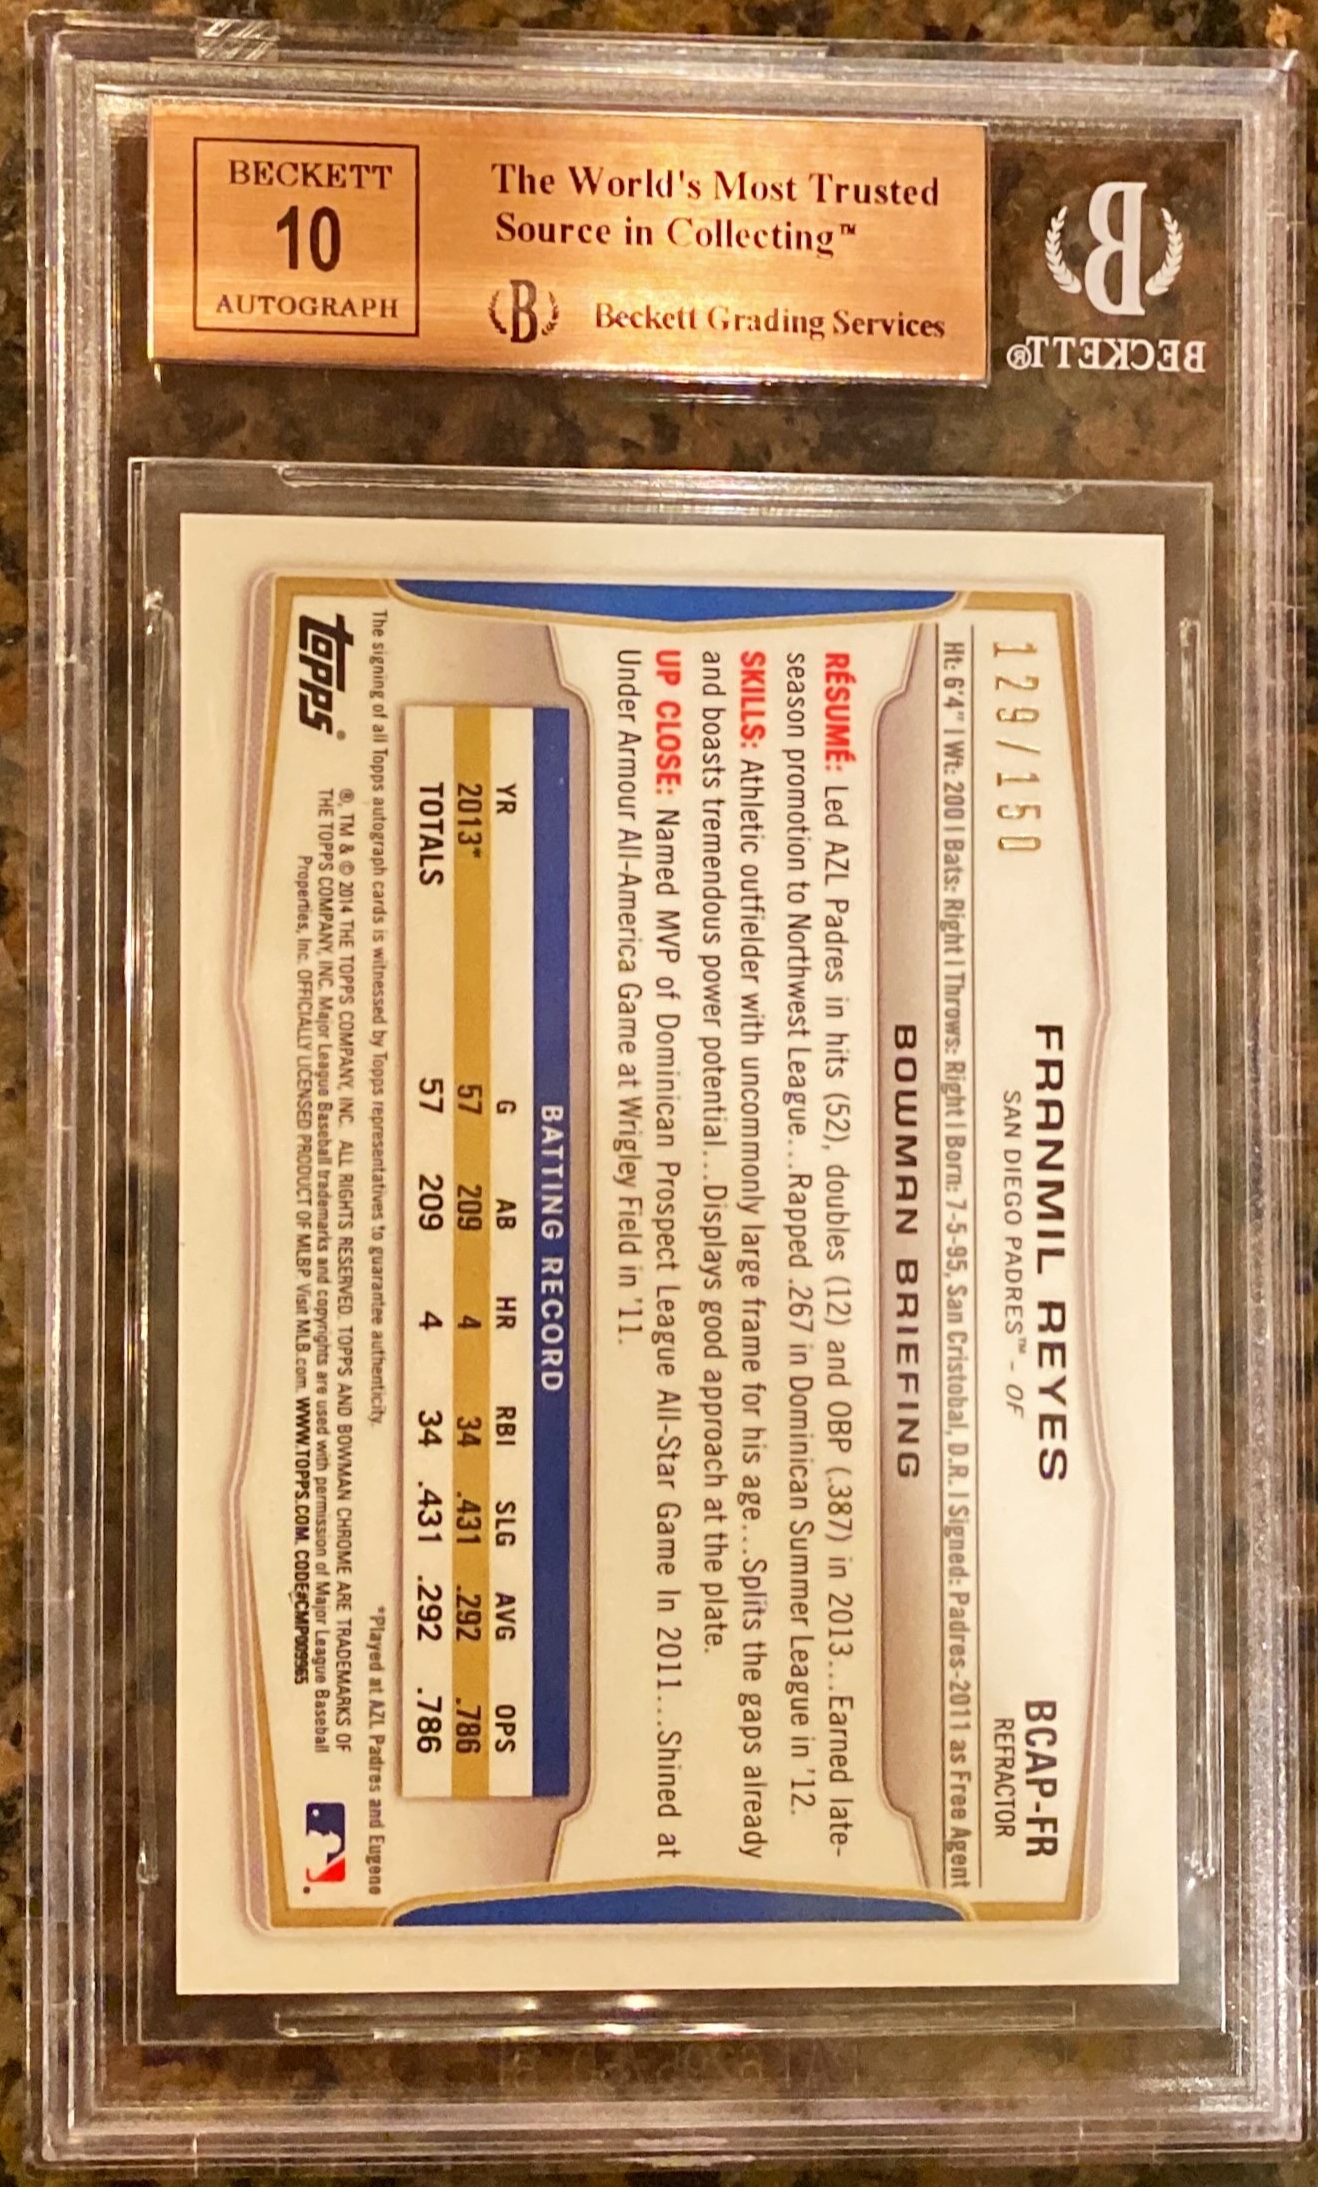 BECKETT
10
AUTOGRAPH
The World's Most Trusted
Source in Collecting™
B
Beckett Grading Services
B
BECKETT®
129/150
FRANMIL REYES
SAN DIEGO PADRES™ - OF
BCAP-FR
REFRACTOR
Ht: 6'4" | Wt: 200 | Bats: Right | Throws: Right | Born: 7-5-95, San Cristobal, D.R. | Signed: Padres-2011 as Free Agent
BOWMAN BRIEFING
RÉSUMÉ: Led AZL Padres in hits (52), doubles (12) and OBP (.387) in 2013...Earned late-
season promotion to Northwest League...Rapped .267 in Dominican Summer League in '12.
SKILLS: Athletic outfielder with uncommonly large frame for his age...Splits the gaps already
and boasts tremendous power potential...Displays good approach at the plate.
UP CLOSE: Named MVP of Dominican Prospect League All-Star Game In 2011...Shined at
Under Armour All-America Game at Wrigley Field in '11.
BATTING RECORD
YR G AB HR RBI SLG AVG OPS
2013* 57 209 4 34 .431 .292 .786
TOTALS 57 209 4 34 .431 .292 .786
*Played at AZL Padres and Eugene
The signing of all Topps autograph cards is witnessed by Topps representatives to guarantee authenticity.
topps®
®, TM & © 2014 THE TOPPS COMPANY, INC. ALL RIGHTS RESERVED. TOPPS AND BOWMAN CHROME ARE TRADEMARKS OF
THE TOPPS COMPANY, INC. Major League Baseball trademarks and copyrights are used with permission of Major League Baseball
Properties, Inc. OFFICIALLY LICENSED PRODUCT OF MLBP. Visit MLB.com. WWW.TOPPS.COM. CODE#CMP009965